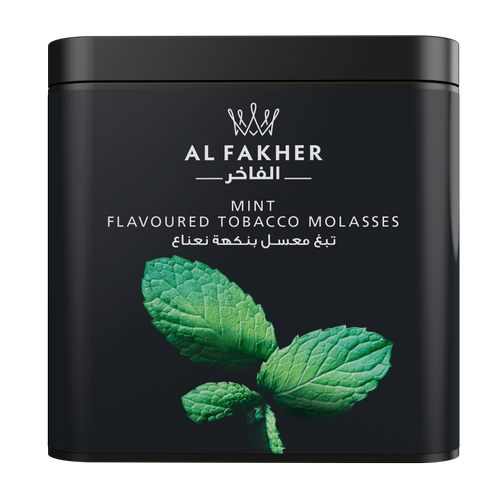 AL FAKHER
الفاخر
MINT
FLAVOURED TOBACCO MOLASSES
تبغ معسل بنكهة نعناع